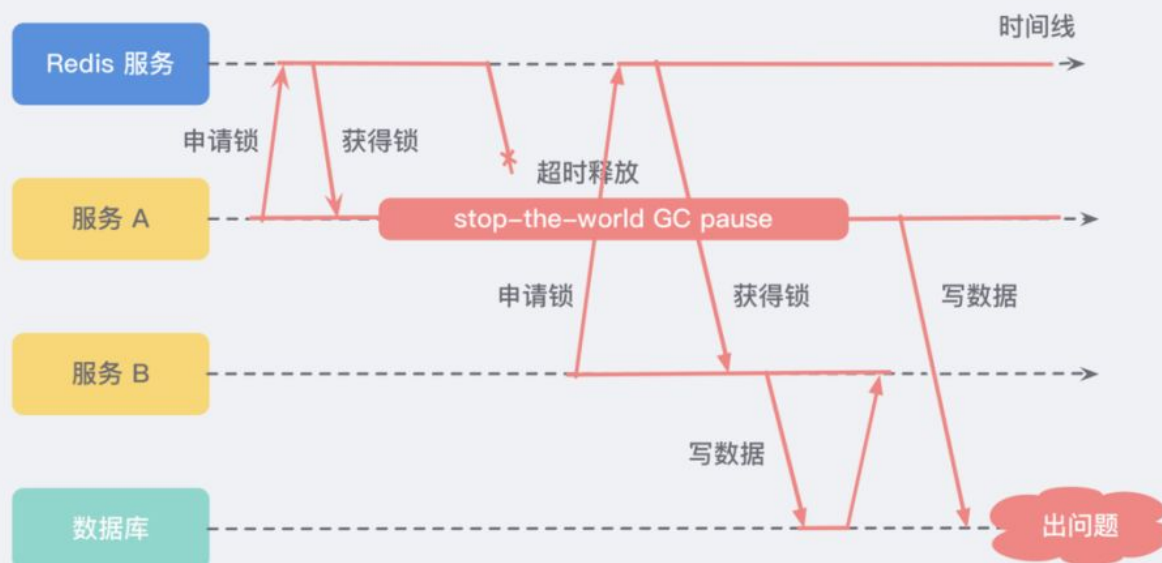 时间线
Redis 服务
申请锁
获得锁
超时释放
服务 A
stop-the-world GC pause
申请锁
获得锁
写数据
服务 B
写数据
数据库
出问题